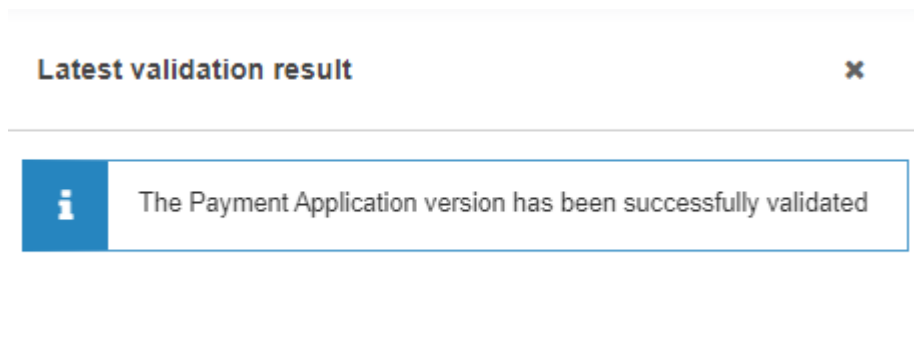 Latest validation result
The Payment Application version has been successfully validated